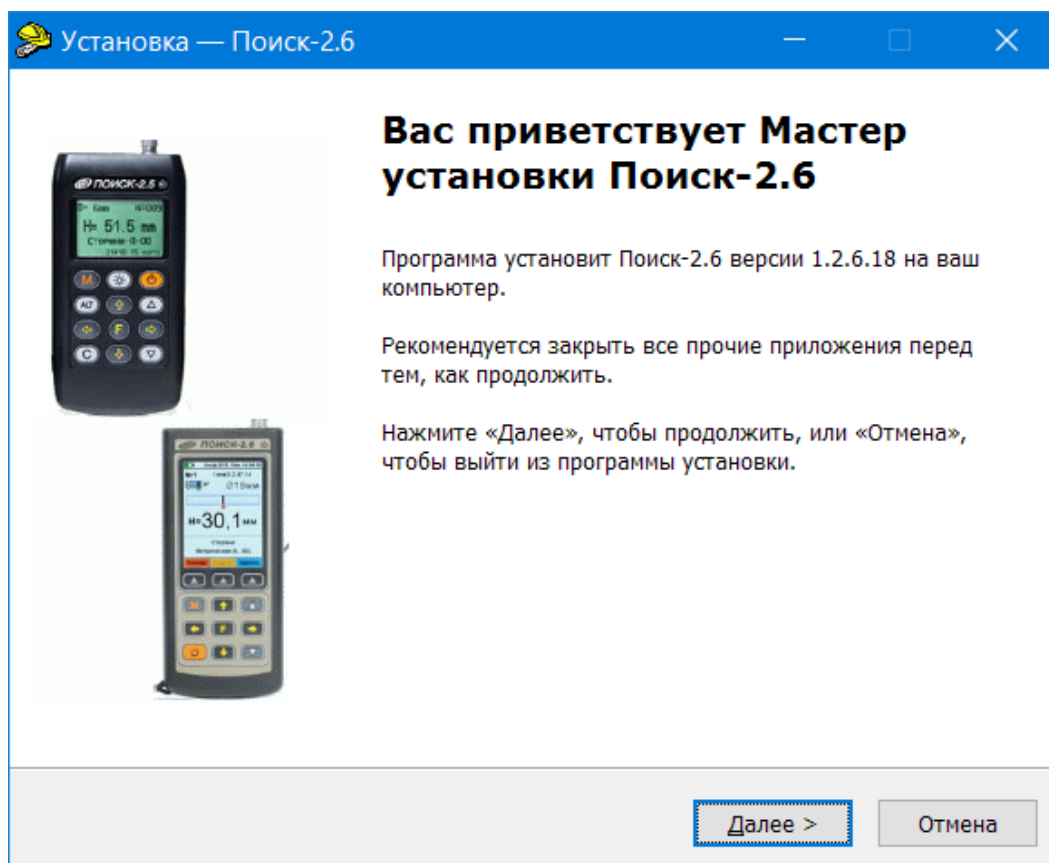 Установка — Поиск-2.6
Вас приветствует Мастер
установки Поиск-2.6
Программа установит Поиск-2.6 версии 1.2.6.18 на ваш
компьютер.
Рекомендуется закрыть все прочие приложения перед
тем, как продолжить.
Нажмите «Далее», чтобы продолжить, или «Отмена»,
чтобы выйти из программы установки.
ПОИСК-2.5
H= 51.5 mm
ALT
F
C
M
ПОИСК-2.6
H=30,1мм
M
F
Далее >
Отмена